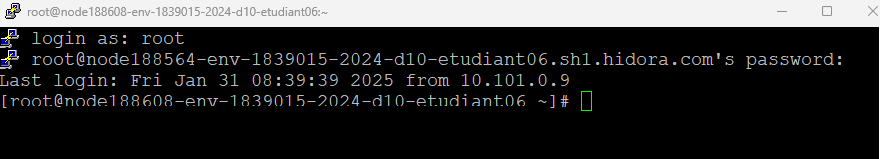 root@node188608-env-1839015-2024-d10-etudiant06:~
login as: root
root@node188564-env-1839015-2024-d10-etudiant06.sh1.hidora.com's password:
Last login: Fri Jan 31 08:39:39 2025 from 10.101.0.9
[root@node188608-env-1839015-2024-d10-etudiant06 ~]#